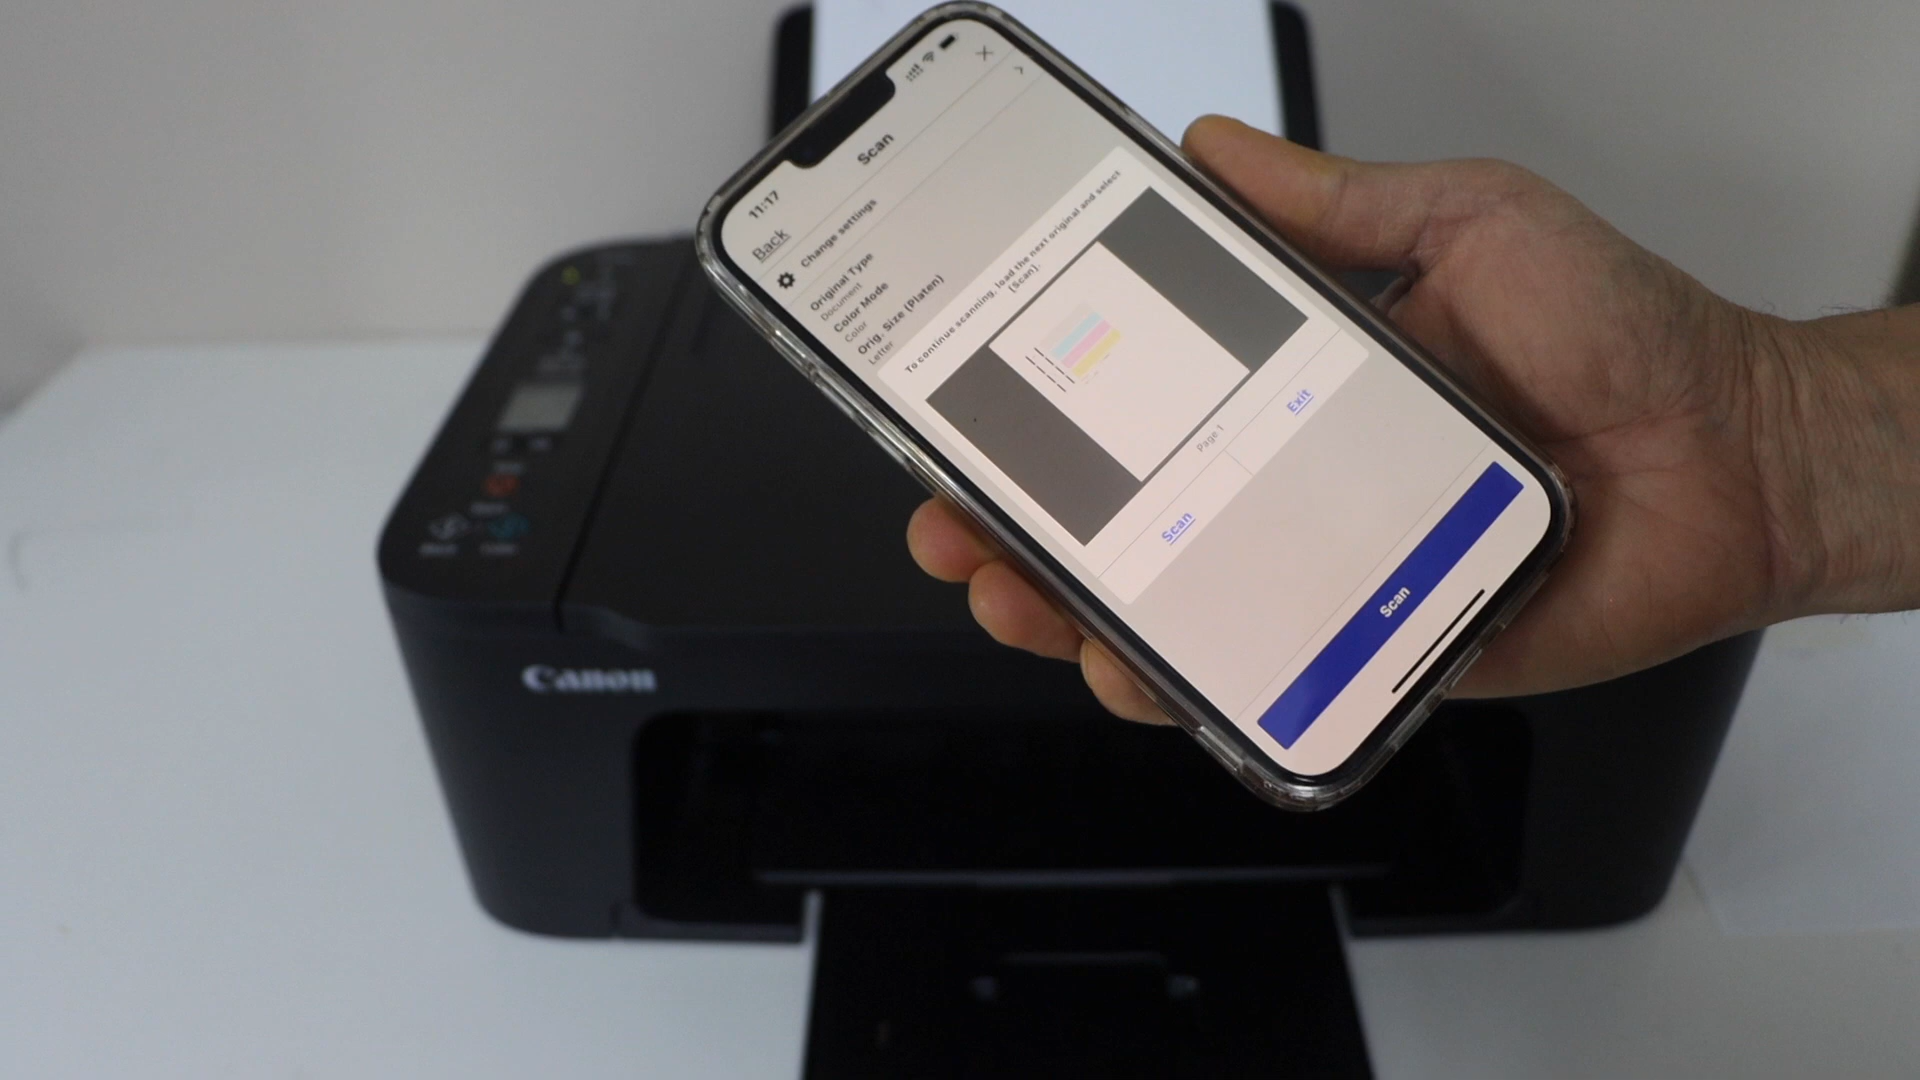 11:17
Scan
Back
Change settings
Original Type
Document
Color Mode
Color
Orig. Size (Platen)
Letter
To continue scanning, load the next original and select
[Scan].
Page 1
Scan
Exit
Scan
Canon